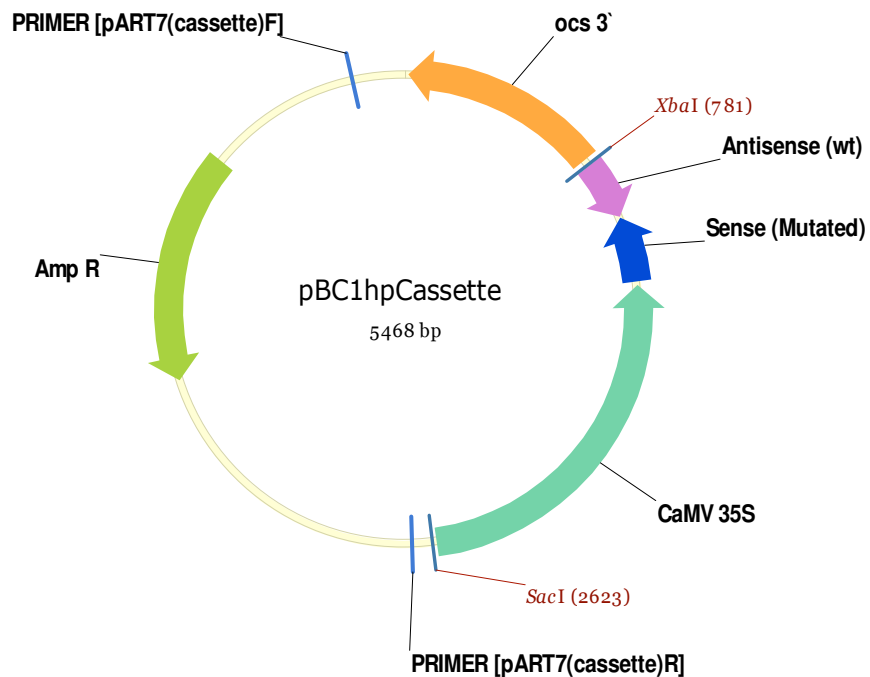 PRIMER [pART7(cassette)F]
ocs 3`
XbaI (781)
Antisense (wt)
Sense (Mutated)
Amp R
pBC1hpCassette
5468 bp
CaMV 35S
SacI (2623)
PRIMER [pART7(cassette)R]